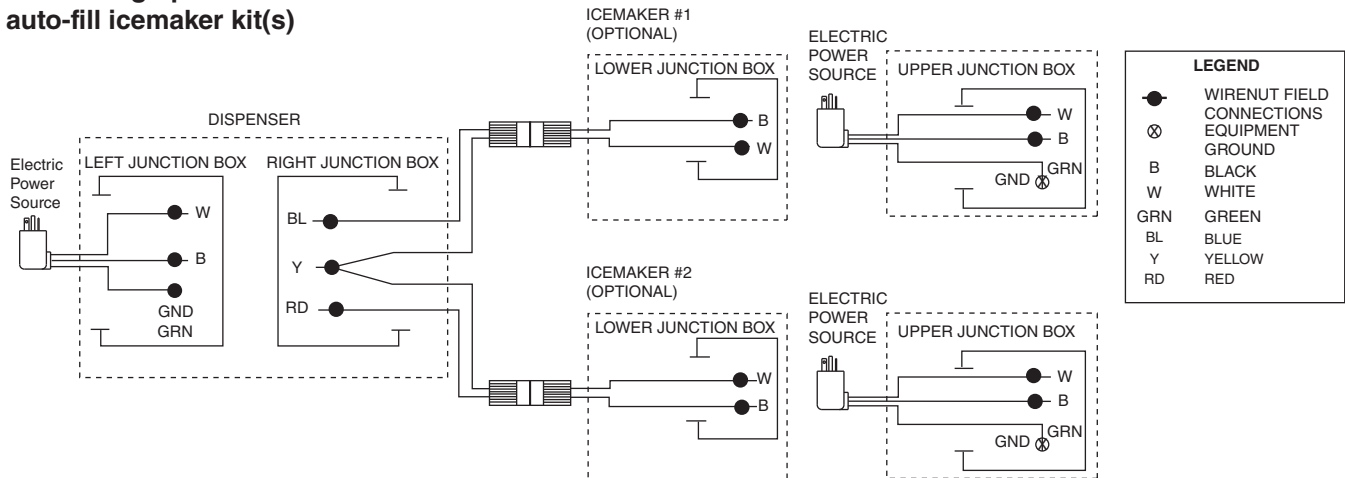 auto-fill icemaker kit(s)
DISPENSER
Electric
Power
Source
LEFT JUNCTION BOX
W
B
GND
GRN
RIGHT JUNCTION BOX
BL
Y
RD
ICEMAKER #1
(OPTIONAL)
LOWER JUNCTION BOX
B
W
ELECTRIC
POWER
SOURCE
UPPER JUNCTION BOX
W
B
GRN
GND
ICEMAKER #2
(OPTIONAL)
LOWER JUNCTION BOX
W
B
ELECTRIC
POWER
SOURCE
UPPER JUNCTION BOX
W
B
GRN
GND
LEGEND
WIRENUT FIELD
CONNECTIONS
EQUIPMENT
GROUND
B BLACK
W WHITE
GRN GREEN
BL BLUE
Y YELLOW
RD RED